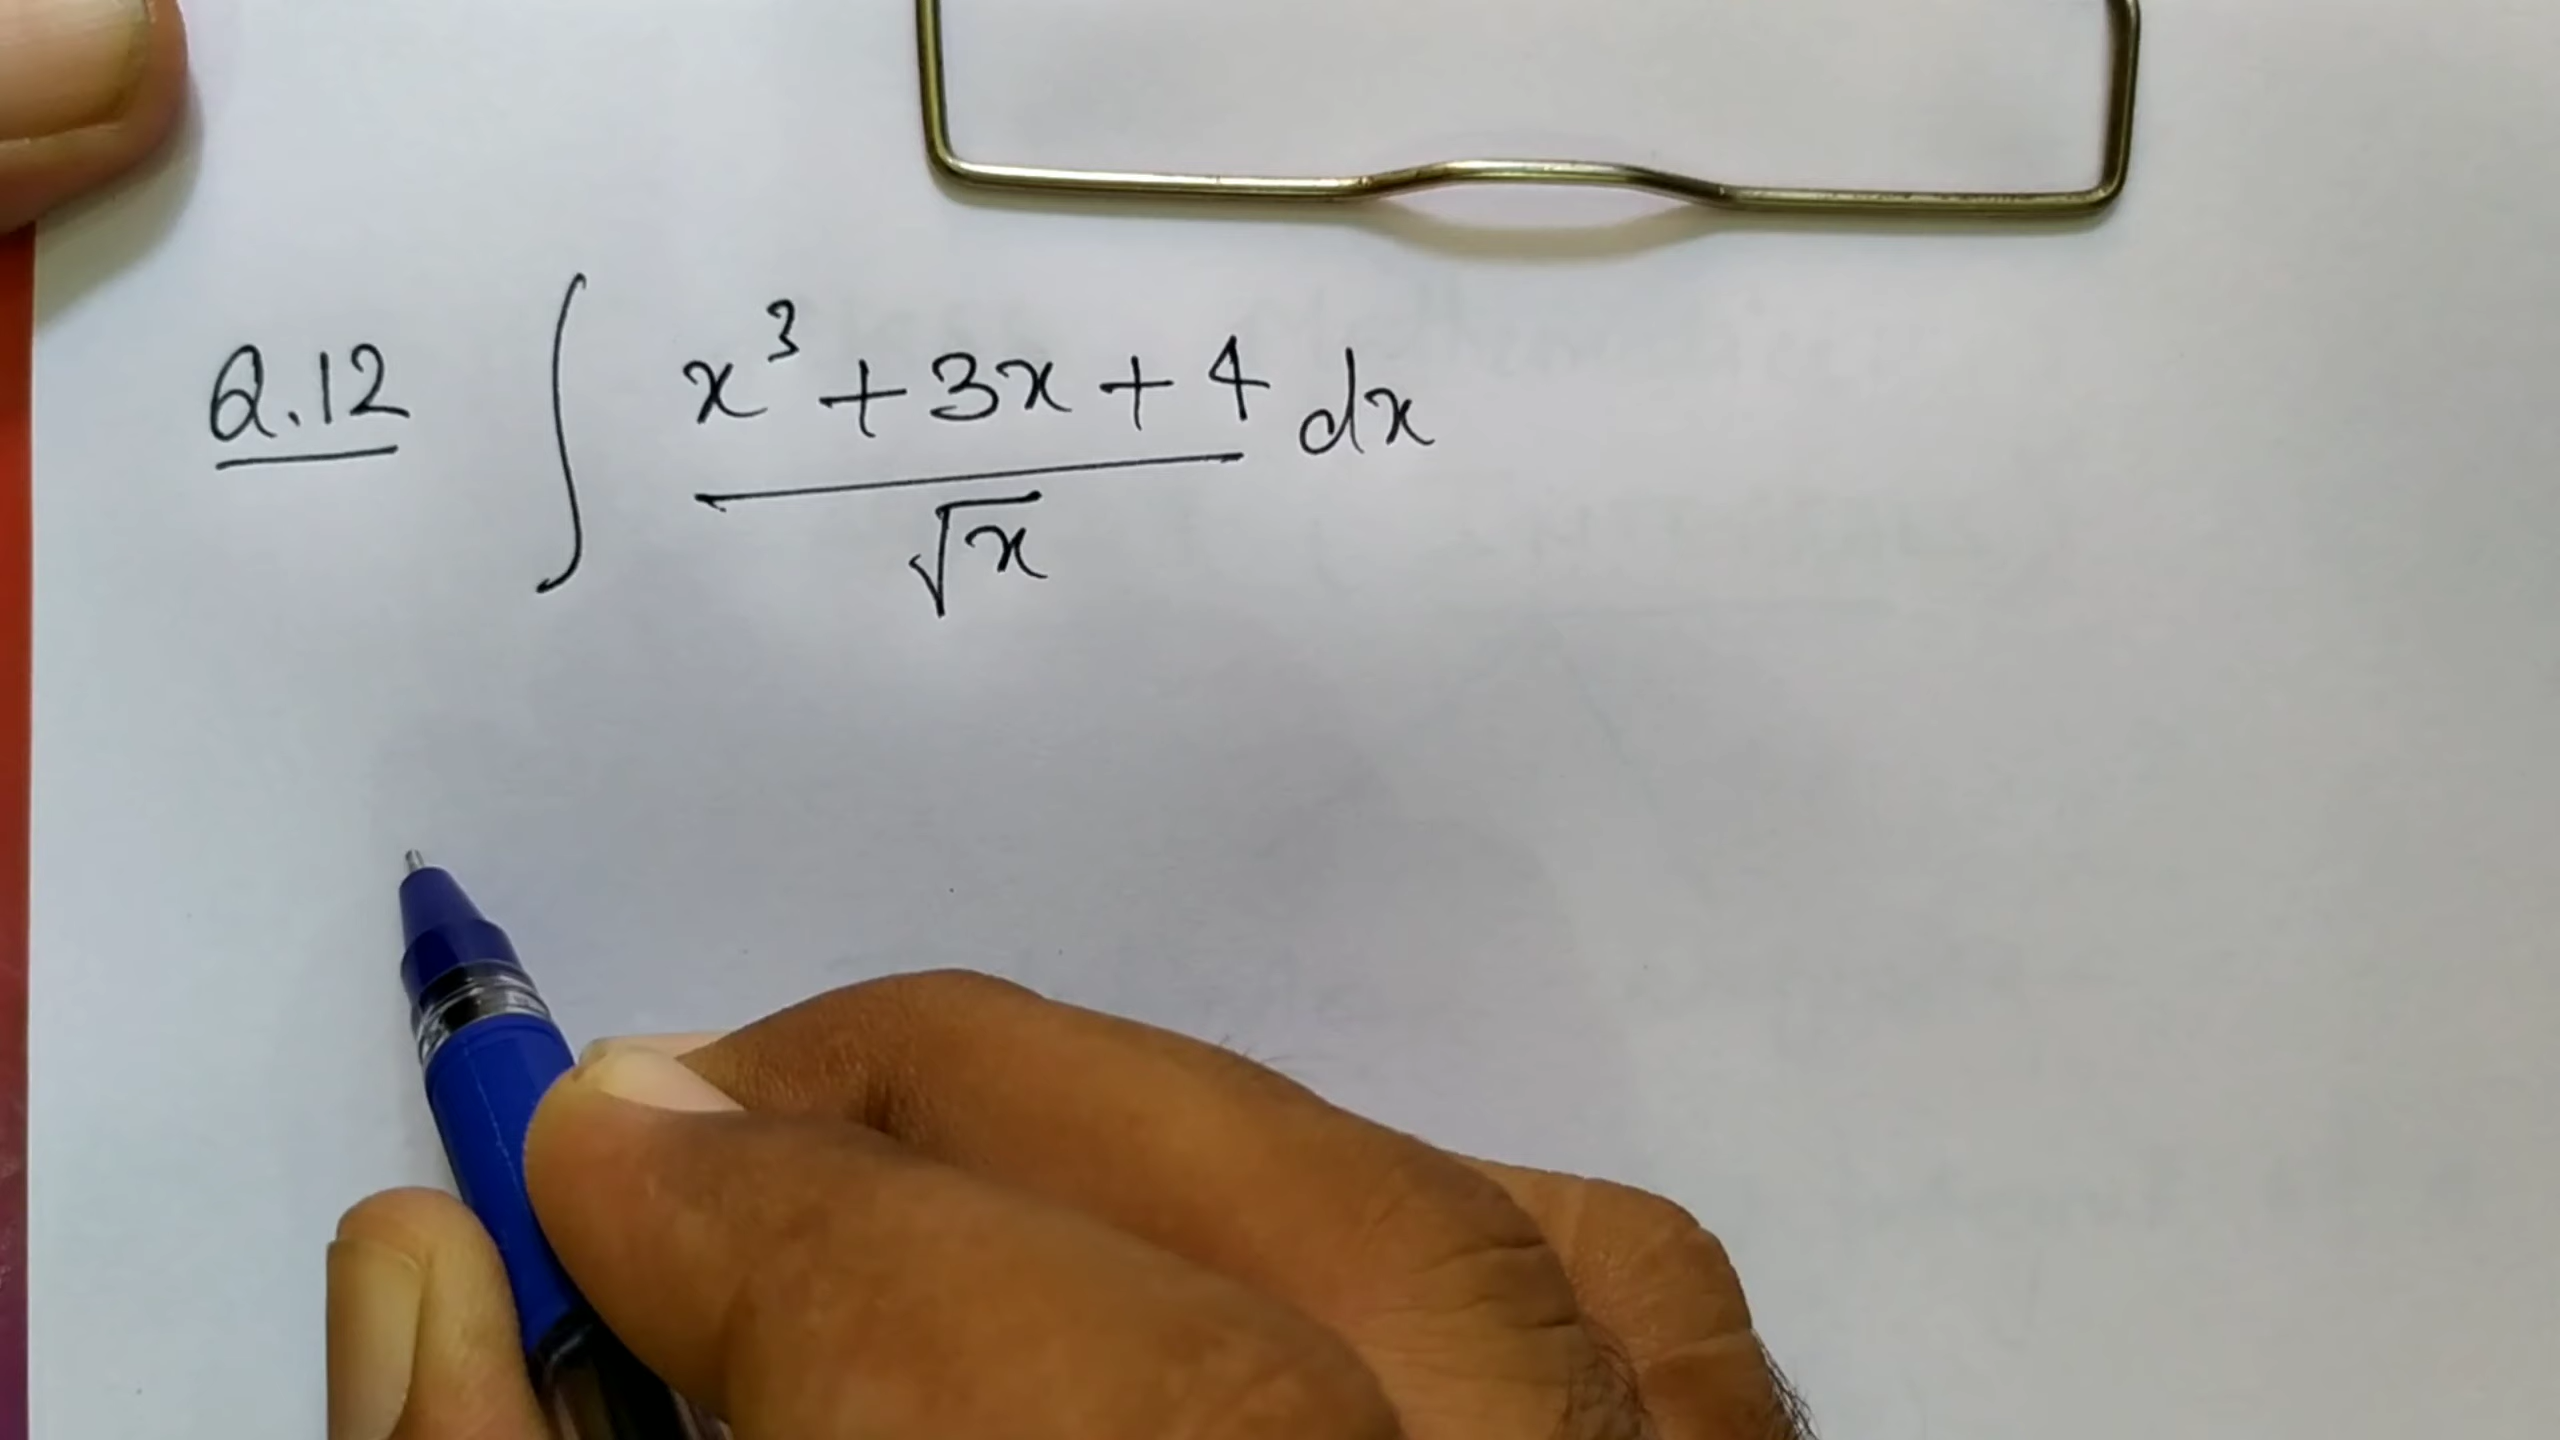 Q.12 ∫ x³ + 3x + 4 dx
√x